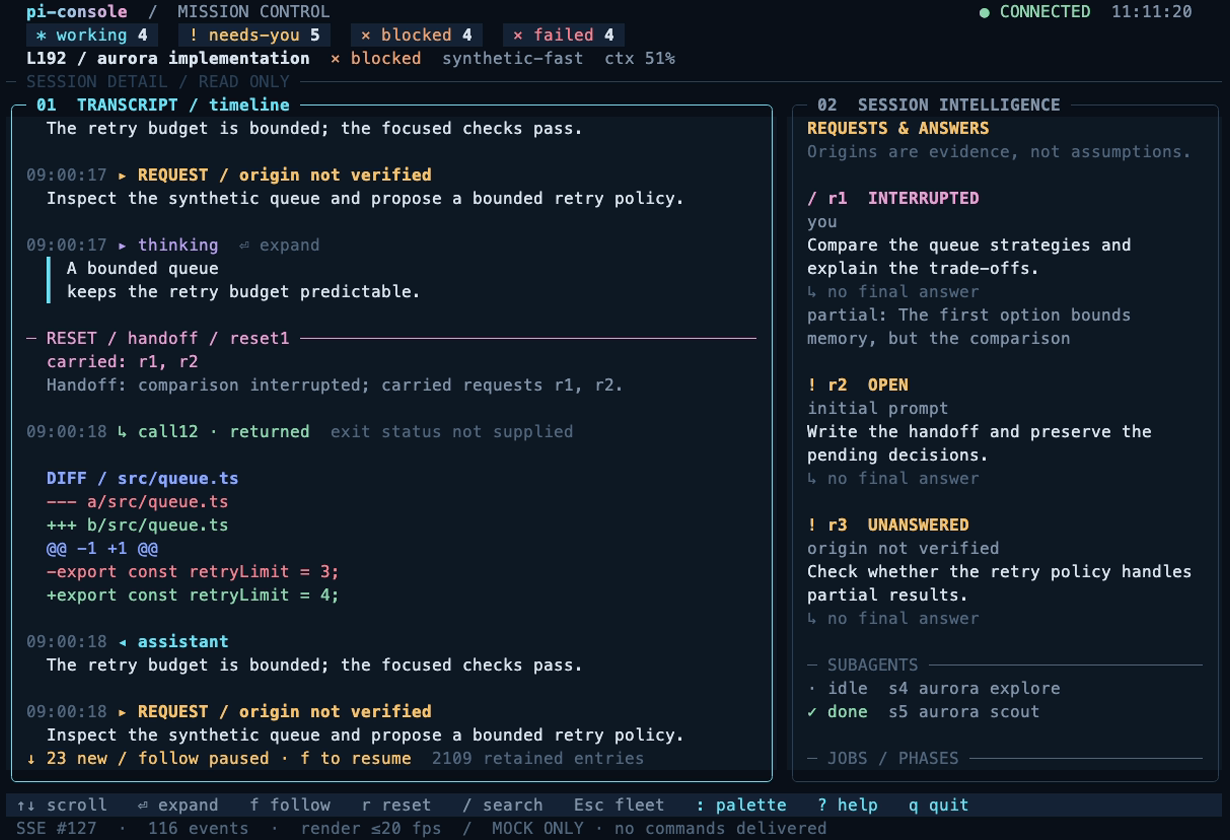 pi-console / MISSION CONTROL ● CONNECTED 11:11:20
* working 4 ! needs-you 5 × blocked 4 × failed 4
L192 / aurora implementation × blocked synthetic-fast ctx 51%
SESSION DETAIL / READ ONLY
01 TRANSCRIPT / timeline
The retry budget is bounded; the focused checks pass.
09:00:17 ▸ REQUEST / origin not verified
Inspect the synthetic queue and propose a bounded retry policy.
09:00:17 ▸ thinking ⏎ expand
A bounded queue
keeps the retry budget predictable.
RESET / handoff / reset1
carried: r1, r2
Handoff: comparison interrupted; carried requests r1, r2.
09:00:18 ↳ call12 · returned exit status not supplied
DIFF / src/queue.ts
--- a/src/queue.ts
+++ b/src/queue.ts
@@ -1 +1 @@
-export const retryLimit = 3;
+export const retryLimit = 4;
09:00:18 ◂ assistant
The retry budget is bounded; the focused checks pass.
09:00:18 ▸ REQUEST / origin not verified
Inspect the synthetic queue and propose a bounded retry policy.
↓ 23 new / follow paused · f to resume 2109 retained entries
02 SESSION INTELLIGENCE
REQUESTS & ANSWERS
Origins are evidence, not assumptions.
/ r1 INTERRUPTED
you
Compare the queue strategies and
explain the trade-offs.
↳ no final answer
partial: The first option bounds
memory, but the comparison
! r2 OPEN
initial prompt
Write the handoff and preserve the
pending decisions.
↳ no final answer
! r3 UNANSWERED
origin not verified
Check whether the retry policy handles
partial results.
↳ no final answer
SUBAGENTS
· idle s4 aurora explore
✓ done s5 aurora scout
JOBS / PHASES
↑↓ scroll ⏎ expand f follow r reset / search Esc fleet : palette ? help q quit
SSE #127 · 116 events · render ≤20 fps / MOCK ONLY · no commands delivered